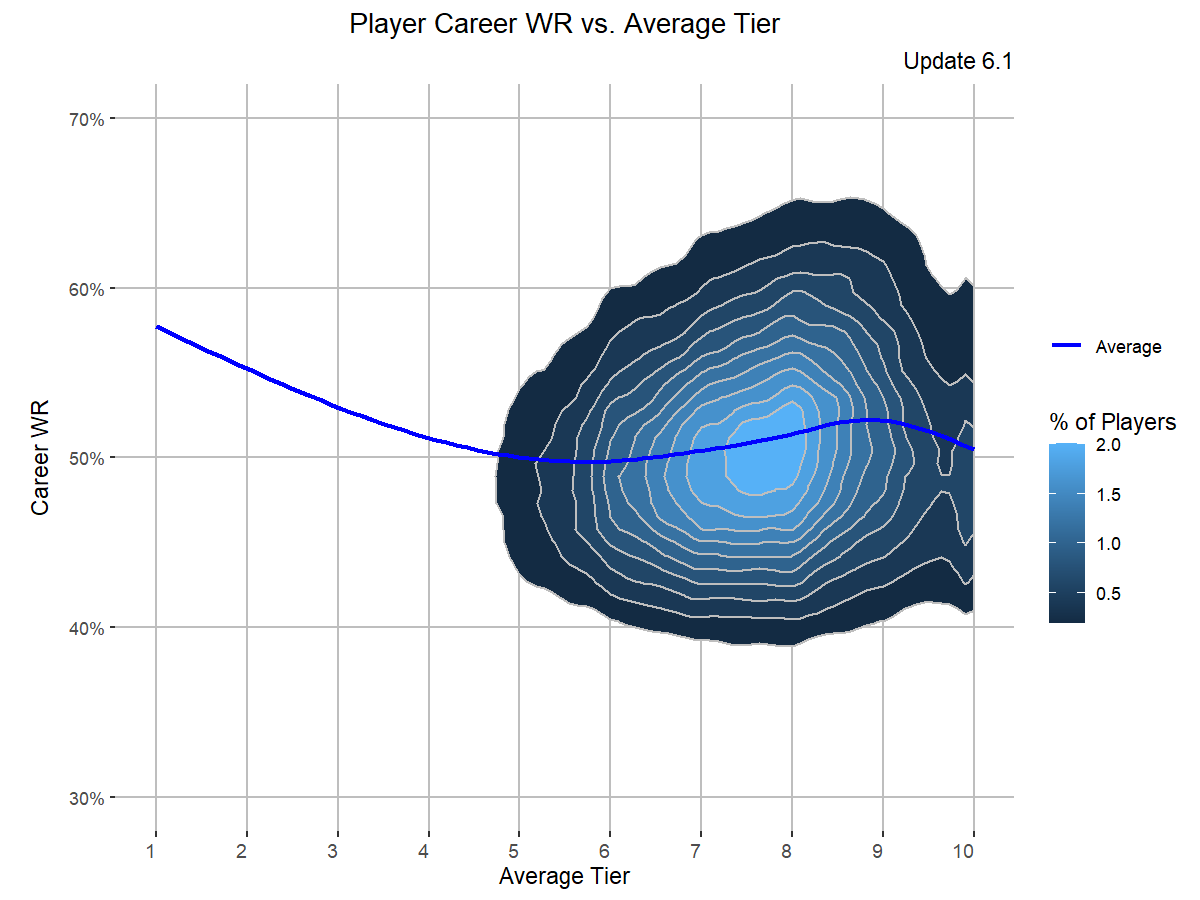 Player Career WR vs. Average Tier
Update 6.1
70%
60%
50%
40%
30%
Career WR
1 2 3 4 5 6 7 8 9 10
Average Tier
Average
% of Players
2.0
1.5
1.0
0.5